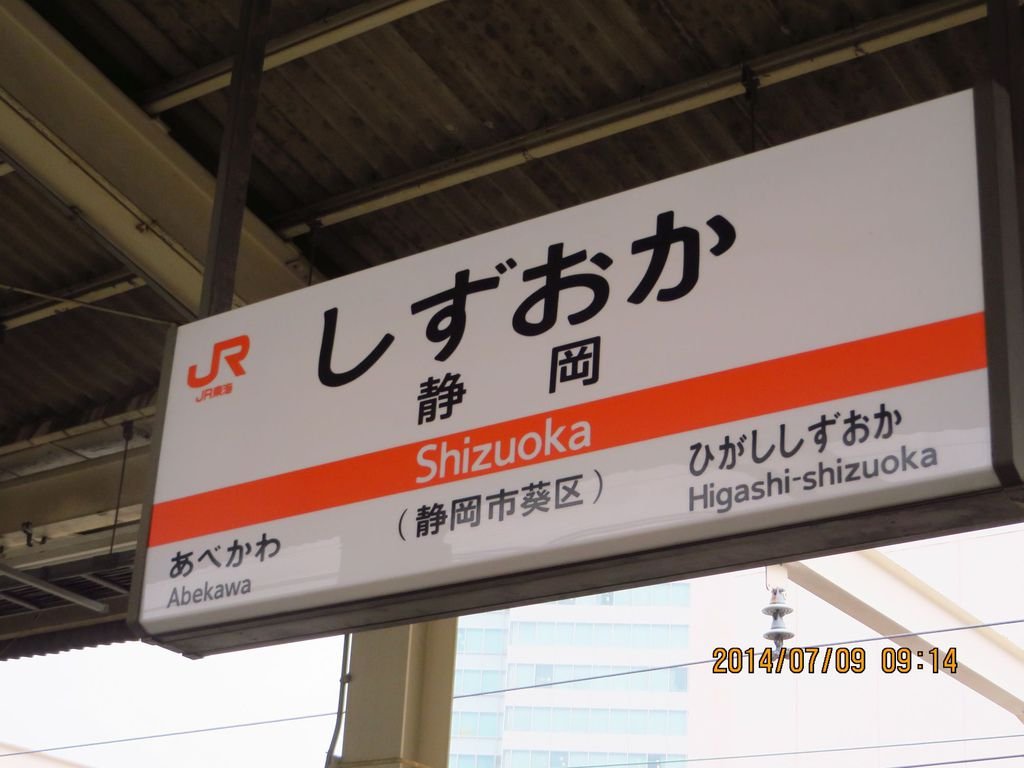 JR
JR東海
しずおか
静岡
Shizuoka
(静岡市葵区)
あべかわ
Abekawa
ひがししずおか
Higashi-shizuoka
2014/07/09 09:14